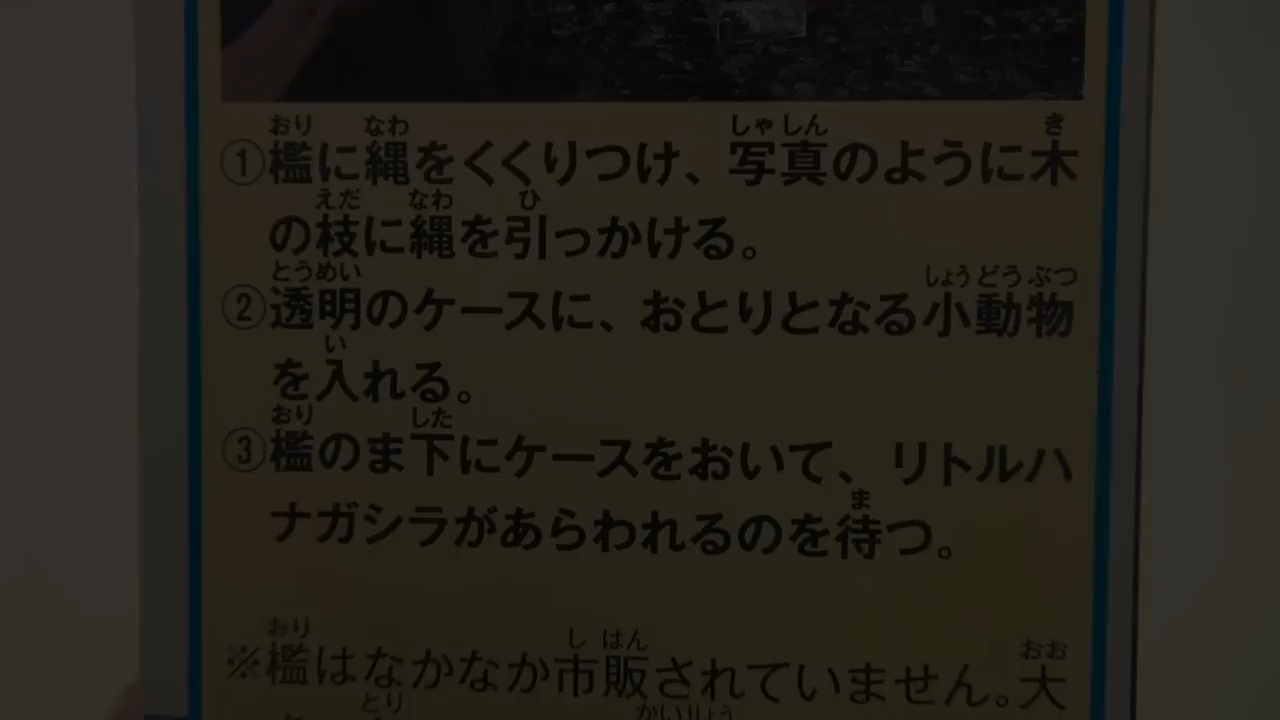 ①檻に縄をくくりつけ、写真のように木
の枝に縄を引っかける。
②透明のケースに、おとりとなる小動物
を入れる。
③檻のま下にケースをおいて、リトルハ
ナガシラがあらわれるのを待つ。
※檻はなかなか市販されていません。大